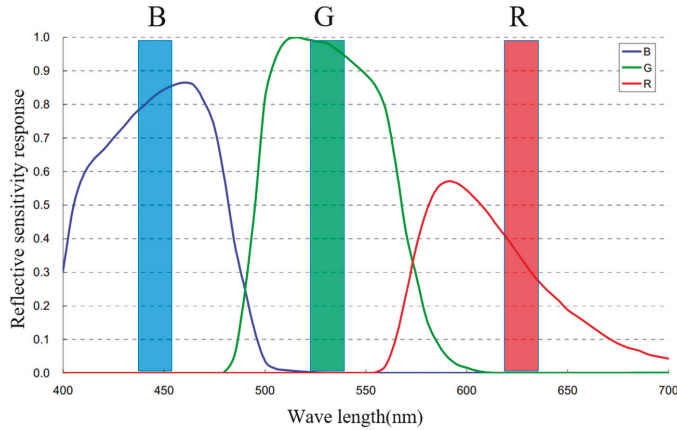 B G R
1.0
0.9
0.8
0.7
0.6
0.5
0.4
0.3
0.2
0.1
0.0
Reflective sensitivity response
B
G
R
400 450 500 550 600 650 700
Wave length(nm)